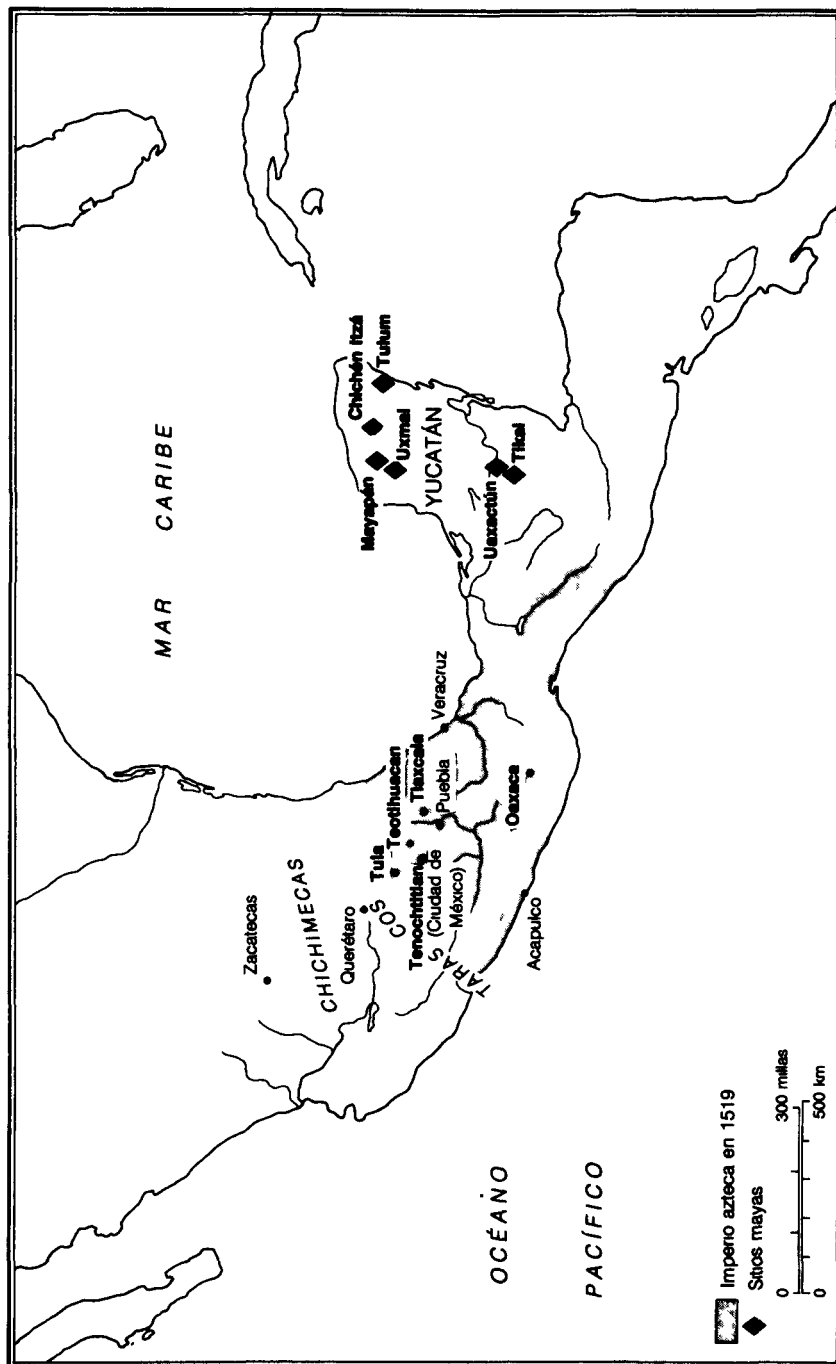 MAR CARIBE
Zacatecas
CHICHIMECAS
Querétaro
Tula
Teotihuacan
Tenochtitlan
(Ciudad de
México)
Tlaxcala
Puebla
Veracruz
TARASCOS
Oaxaca
Acapulco
Mayapán
Chichén Itzá
Uxmal
Tulum
YUCATÁN
Uaxactún
Tikal
OCÉANO
PACÍFICO
Imperio azteca en 1519
Sitios mayas
0 300 millas
0 500 km